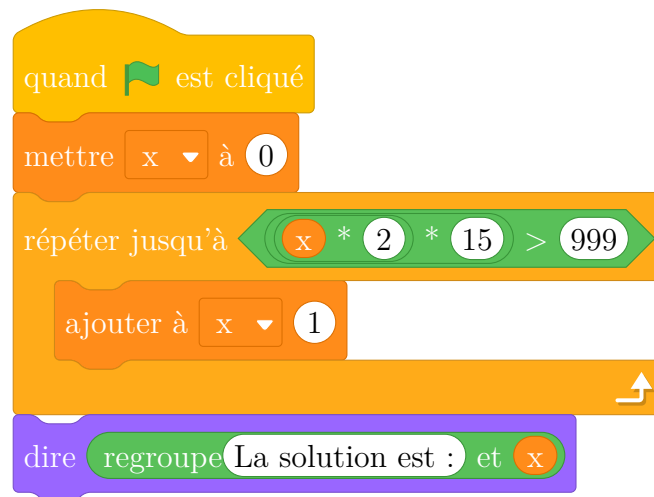 quand est cliqué
mettre x à 0
répéter jusqu'à x * 2 * 15 > 999
ajouter à x 1
dire regroupe La solution est : et x